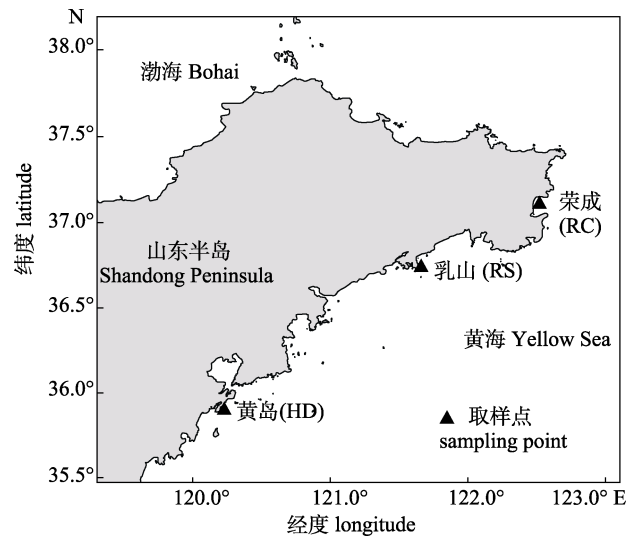 N
38.0°
渤海 Bohai
37.5°
荣成
(RC)
37.0°
山东半岛
Shandong Peninsula
乳山 (RS)
36.5°
黄海 Yellow Sea
36.0°
黄岛(HD)
取样点
sampling point
35.5°
120.0°
121.0°
122.0°
123.0° E
纬度 latitude
经度 longitude